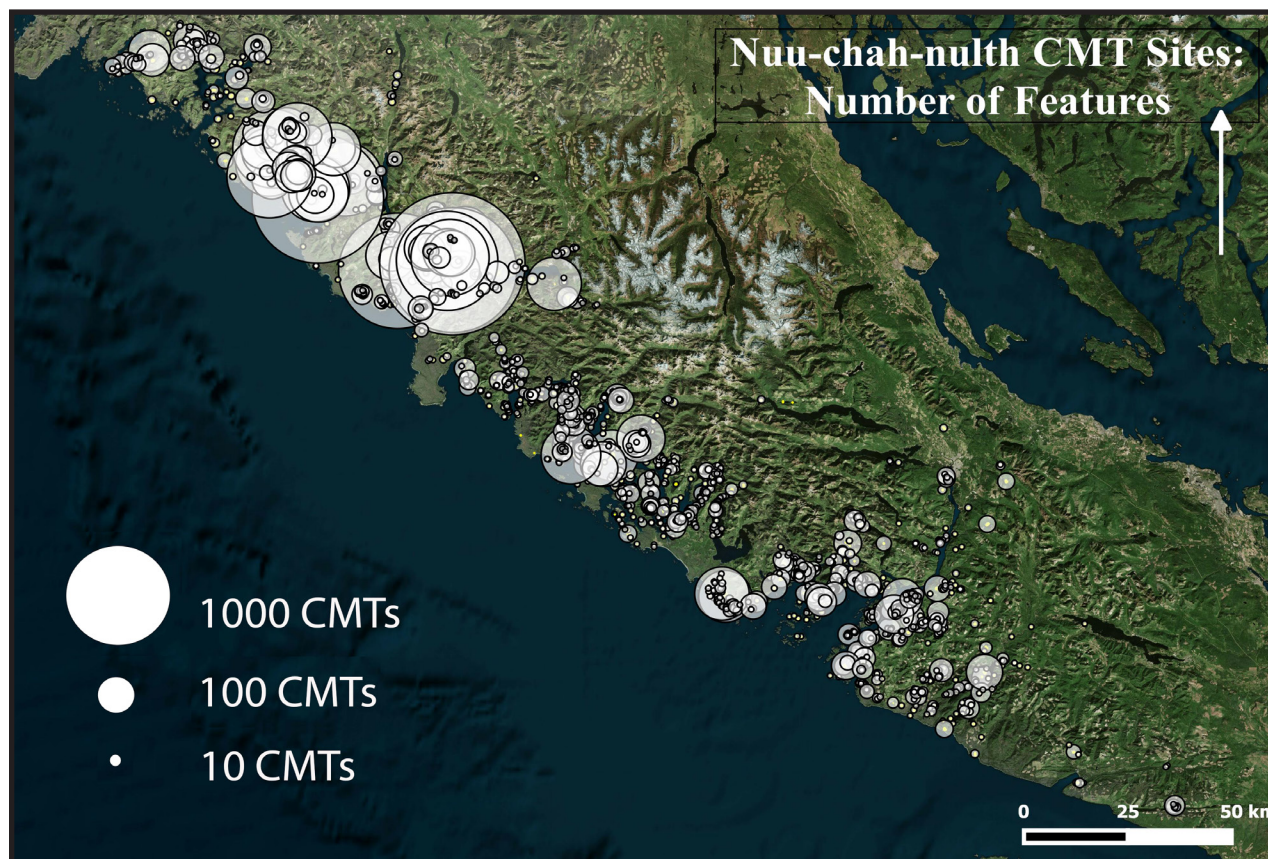 Nuu-chah-nulth CMT Sites:
Number of Features
1000 CMTs
100 CMTs
10 CMTs
0 25 50 km